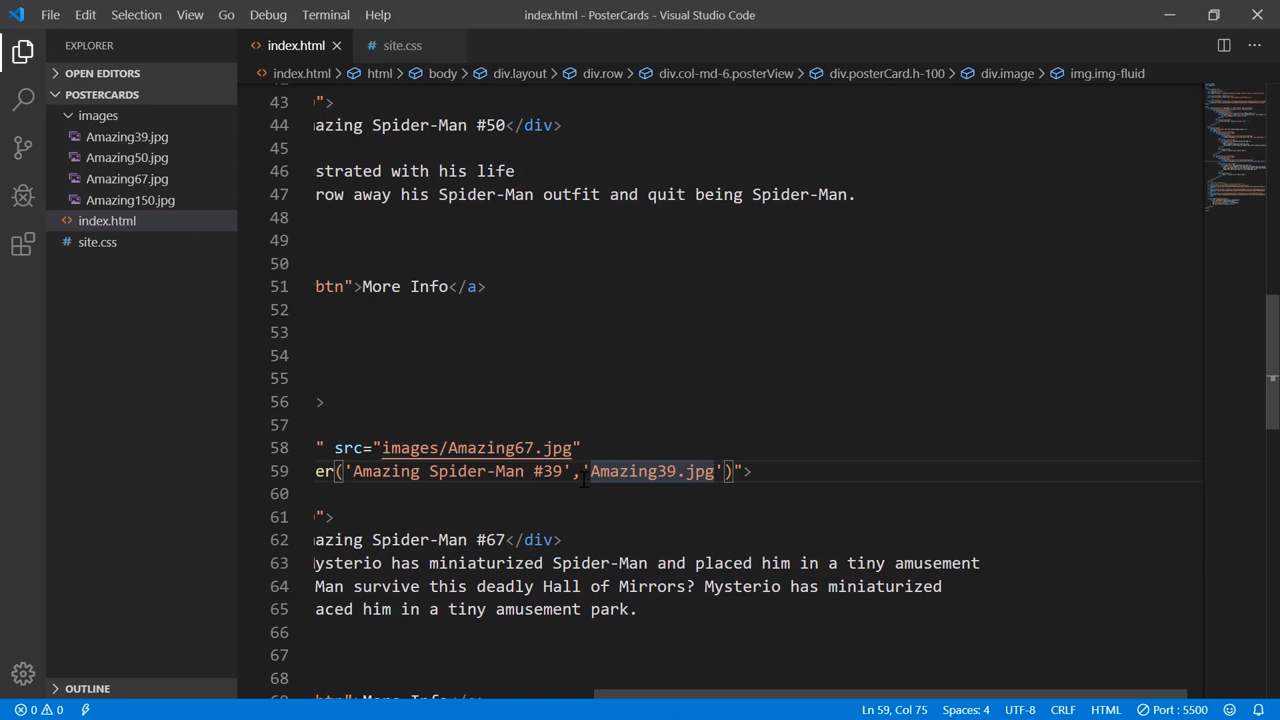 File Edit Selection View Go Debug Terminal Help index.html - PosterCards - Visual Studio Code
EXPLORER
OPEN EDITORS
POSTERCARDS
images
Amazing39.jpg
Amazing50.jpg
Amazing67.jpg
Amazing150.jpg
index.html
site.css
OUTLINE
index.html site.css
index.html html body div.layout div.row div.col-md-6.posterView div.posterCard.h-100 div.image img.img-fluid
43 ">
44 azing Spider-Man #50</div>
45
46 strated with his life
47 row away his Spider-Man outfit and quit being Spider-Man.
48
49
50
51 btn">More Info</a>
52
53
54
55
56 >
57
58 " src="images/Amazing67.jpg"
59 er('Amazing Spider-Man #39','Amazing39.jpg')">
60
61 ">
62 azing Spider-Man #67</div>
63 ysterio has miniaturized Spider-Man and placed him in a tiny amusement
64 Man survive this deadly Hall of Mirrors? Mysterio has miniaturized
65 aced him in a tiny amusement park.
66
67
68
0 0 Ln 59, Col 75 Spaces: 4 UTF-8 CRLF HTML Port : 5500